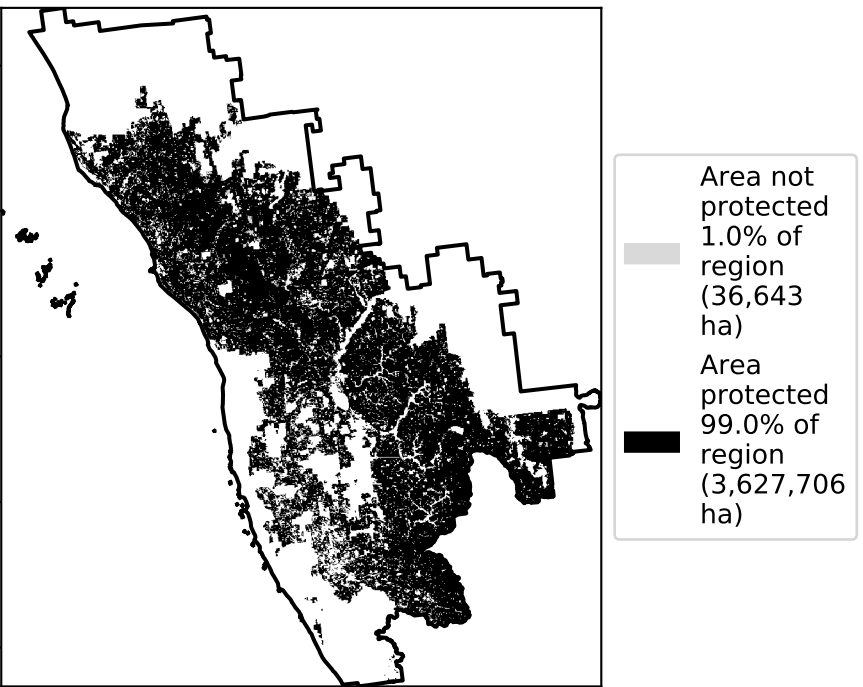 Area not
protected
1.0% of
region
(36,643
ha)
Area
protected
99.0% of
region
(3,627,706
ha)